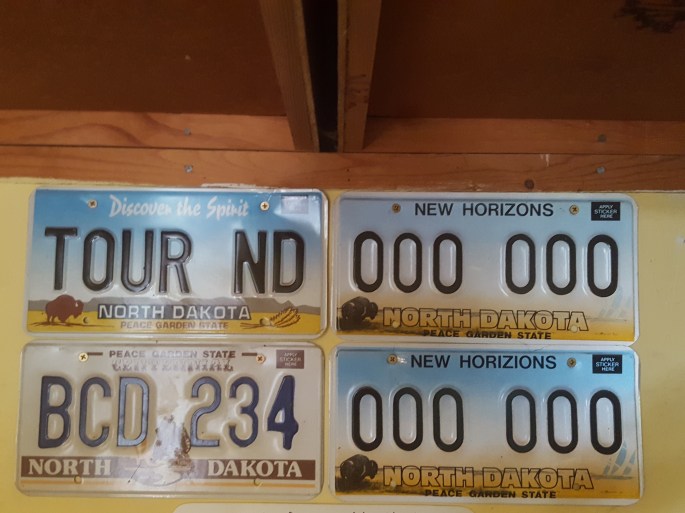 Discover the Spirit
TOUR ND
NORTH DAKOTA
PEACE GARDEN STATE
NEW HORIZONS
APPLY
STICKER
HERE
000 000
NORTH DAKOTA
PEACE GARDEN STATE
PEACE GARDEN STATE
APPLY
STICKER
HERE
BCD 234
NORTH DAKOTA
NEW HORIZIONS
APPLY
STICKER
HERE
000 000
NORTH DAKOTA
PEACE GARDEN STATE